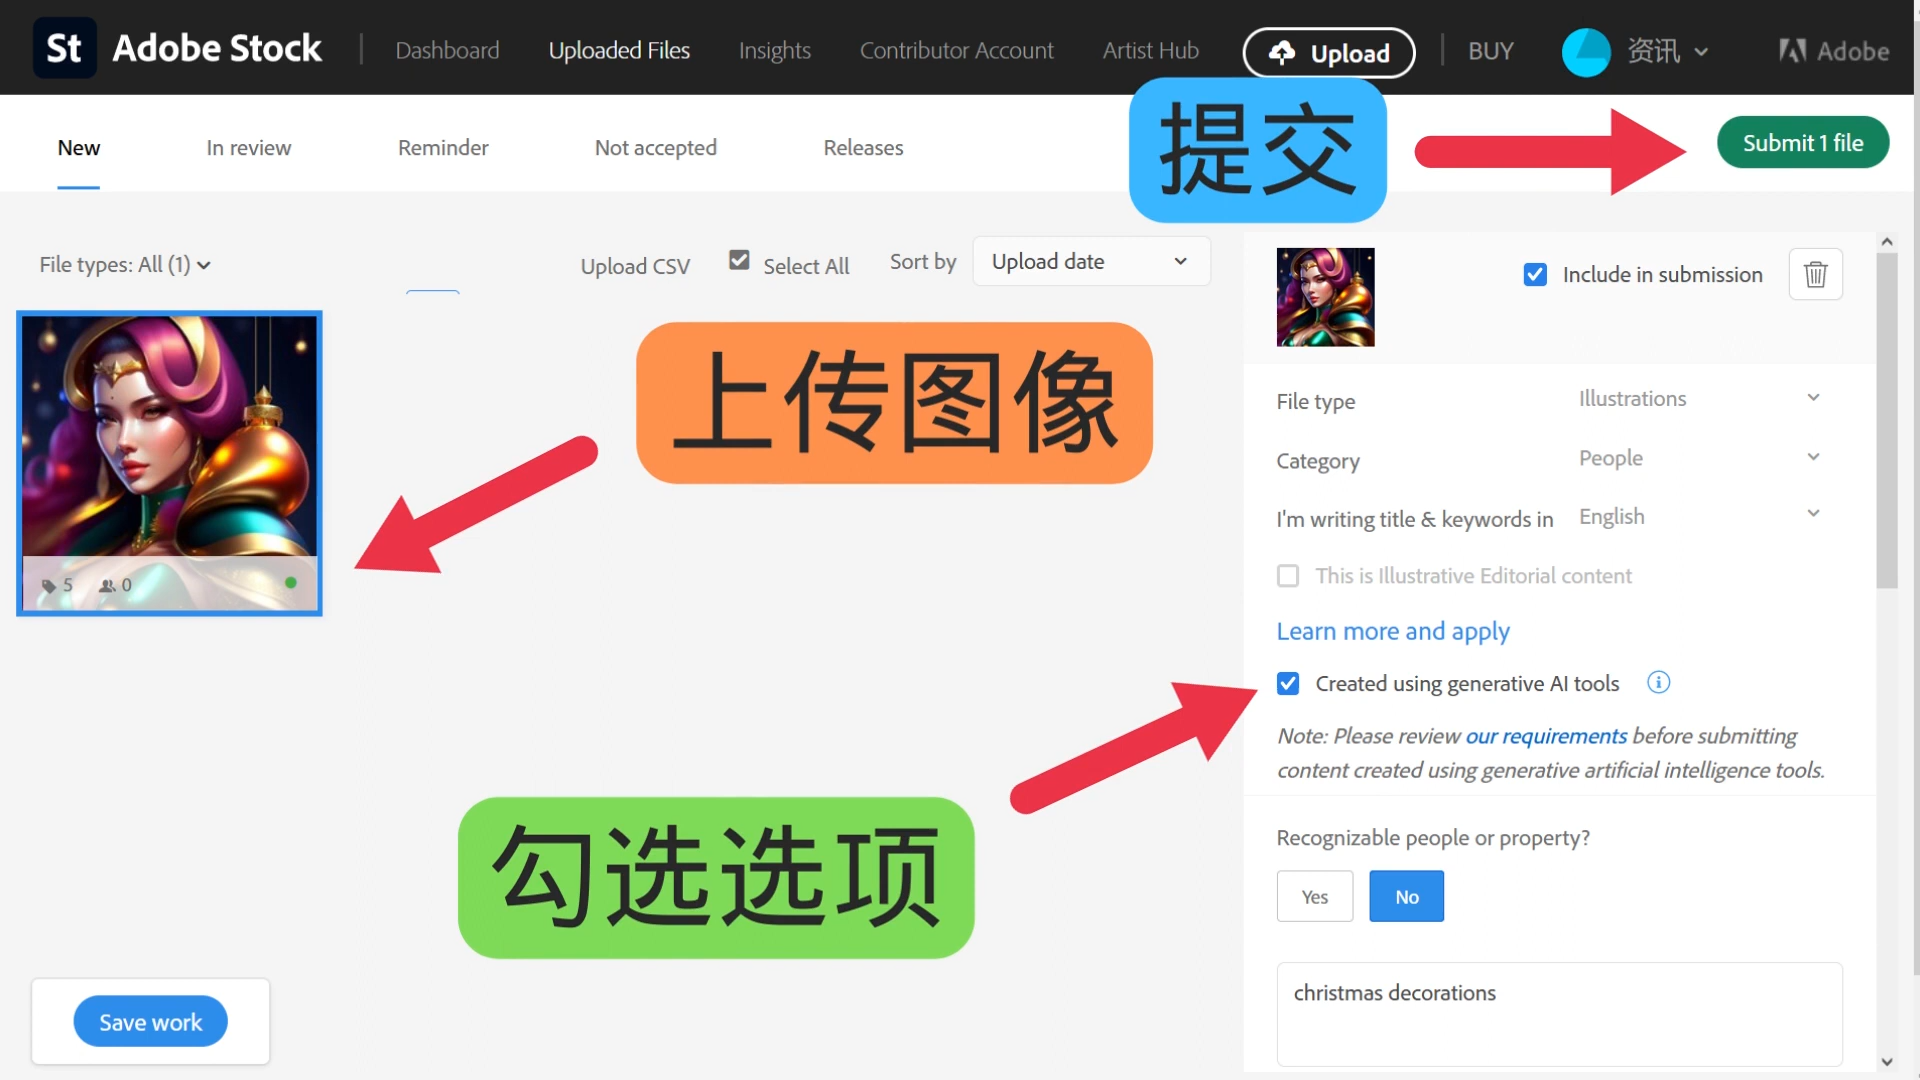 St Adobe Stock Dashboard Uploaded Files Insights Contributor Account Artist Hub Upload BUY 资讯 Adobe
New In review Reminder Not accepted Releases
提交
Submit 1 file
File types: All (1) Upload CSV Select All Sort by Upload date
Include in submission
上传图像
5 0
File type Illustrations
Category People
I'm writing title & keywords in English
This is Illustrative Editorial content
Learn more and apply
Created using generative AI tools
Note: Please review our requirements before submitting
content created using generative artificial intelligence tools.
勾选选项
Recognizable people or property?
Yes No
christmas decorations
Save work